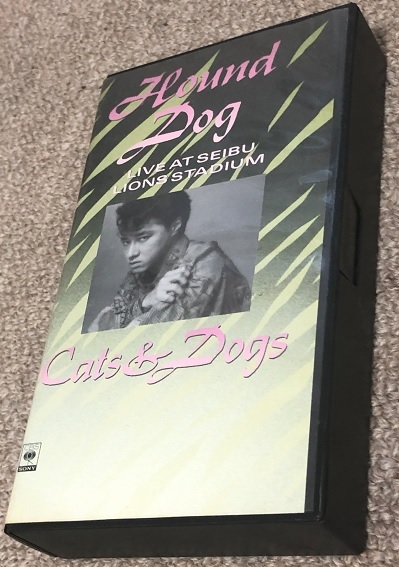 Hound
Dog
LIVE AT SEIBU
LIONS STADIUM
Cats & Dogs
SONY